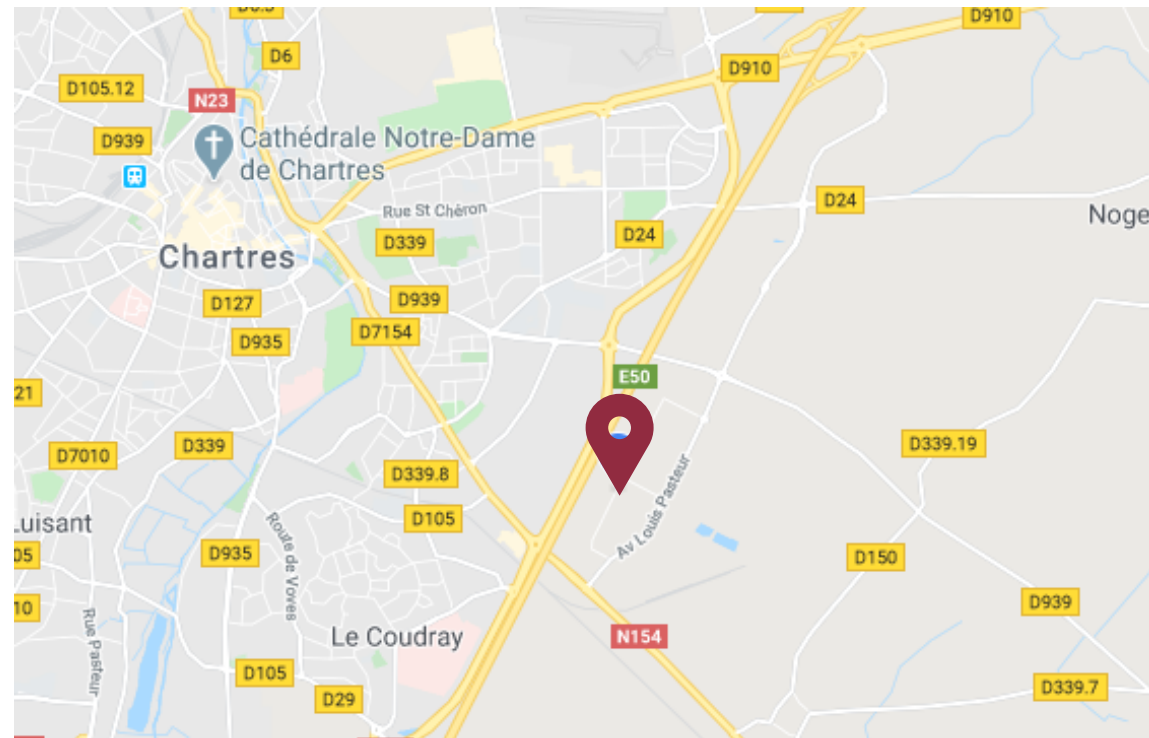 D910
D6
D910
D105.12
N23
D939
Cathédrale Notre-Dame
de Chartres
D24
Rue St Chéron
Noge
D24
D339
Chartres
D939
D127
D7154
D935
E50
21
D339
D339.19
D7010
D339.8
Av Louis Pasteur
D105
Luisant
Route de Voves
05
D935
D150
10
D939
Rue Pasteur
Le Coudray
N154
D105
D339.7
D29